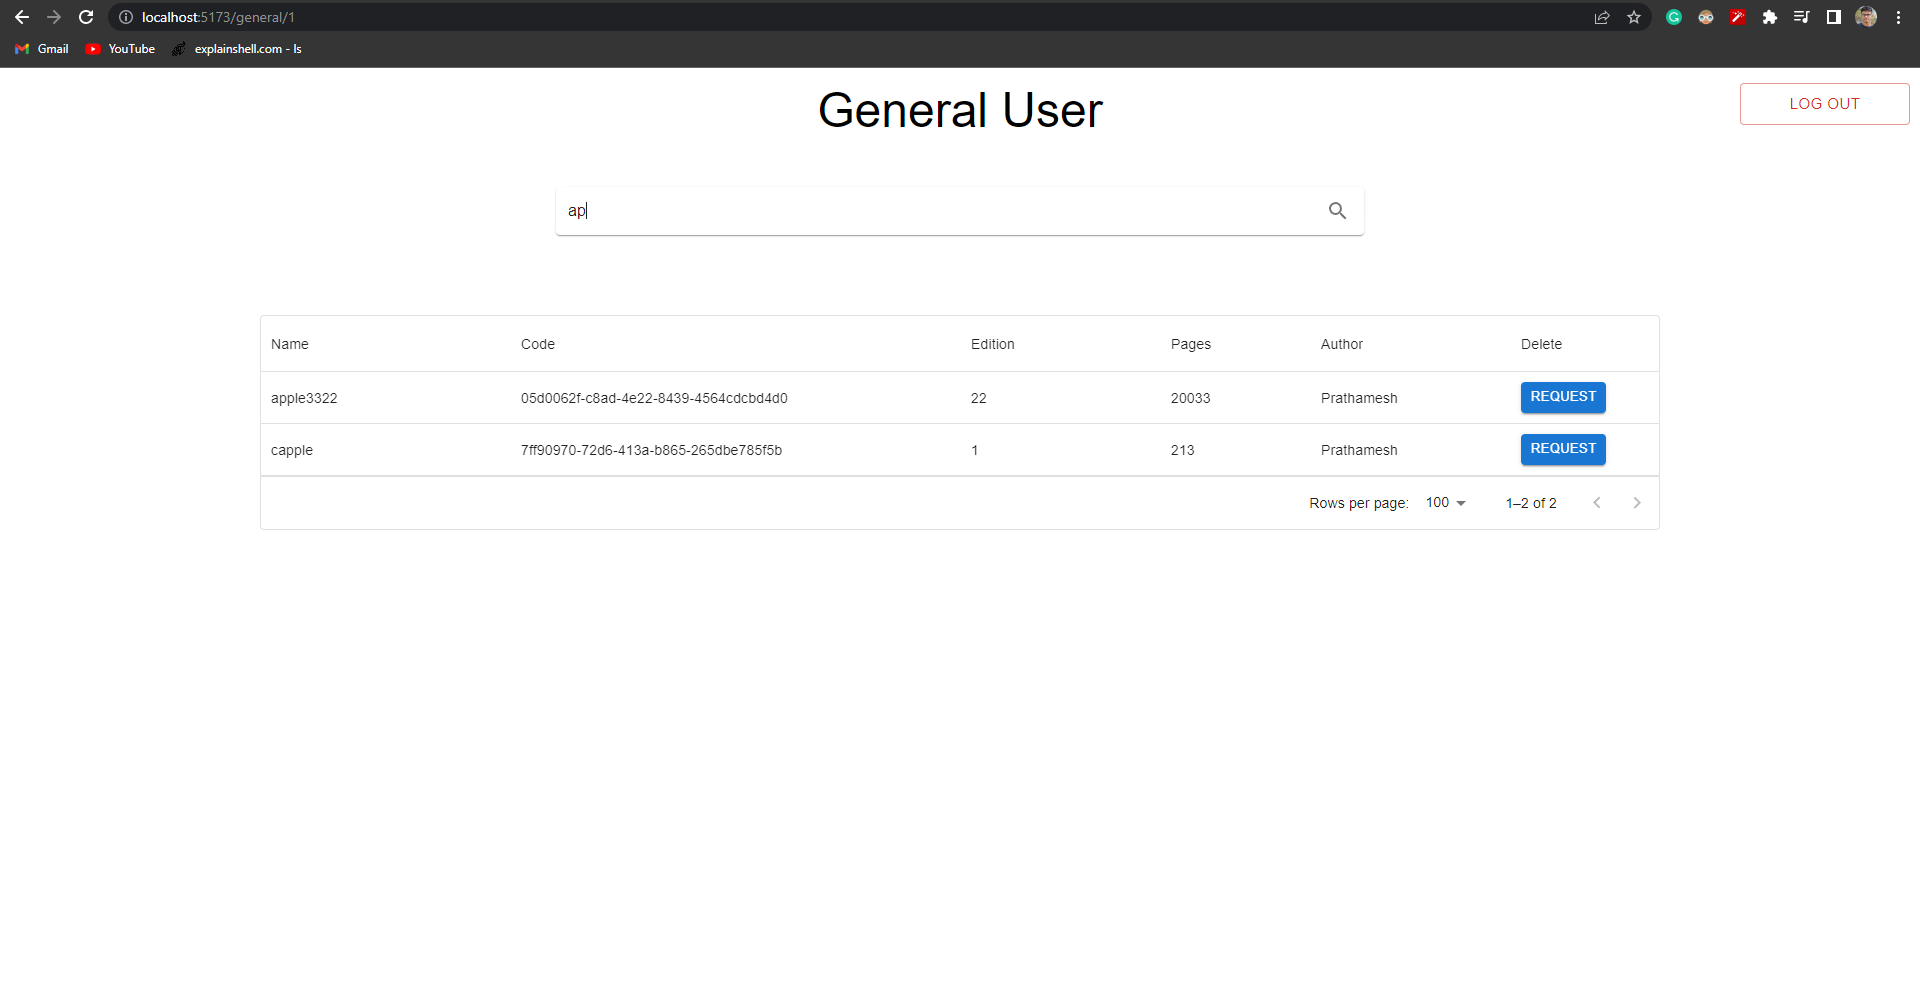 localhost:5173/general/1
Gmail YouTube explainshell.com - ls
General User
LOG OUT
ap
Name Code Edition Pages Author Delete
apple3322 05d0062f-c8ad-4e22-8439-4564cdcbd4d0 22 20033 Prathamesh REQUEST
capple 7ff90970-72d6-413a-b865-265dbe785f5b 1 213 Prathamesh REQUEST
Rows per page: 100 1–2 of 2